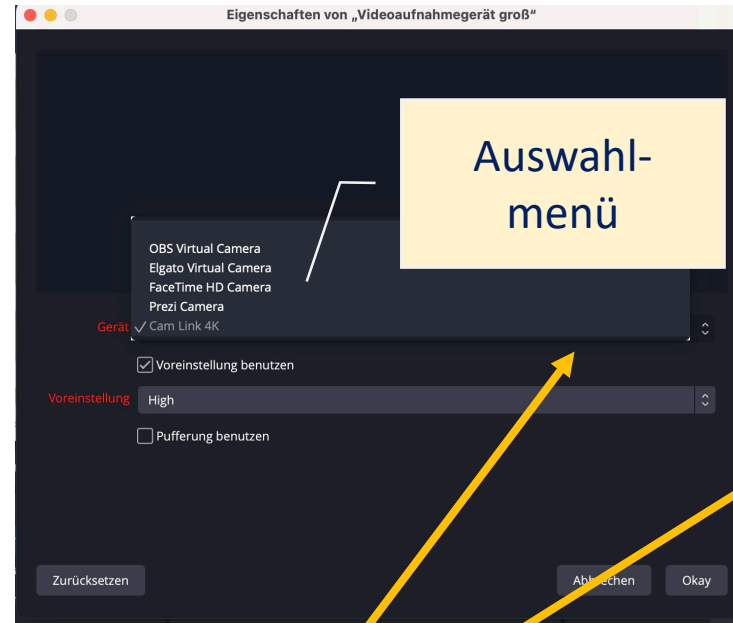 Eigenschaften von „Videoaufnahmegerät groß“
Auswahl-
menü
OBS Virtual Camera
Elgato Virtual Camera
FaceTime HD Camera
Prezi Camera
Gerät ✓ Cam Link 4K
Voreinstellung benutzen
Voreinstellung High
Pufferung benutzen
Zurücksetzen Abbrechen Okay